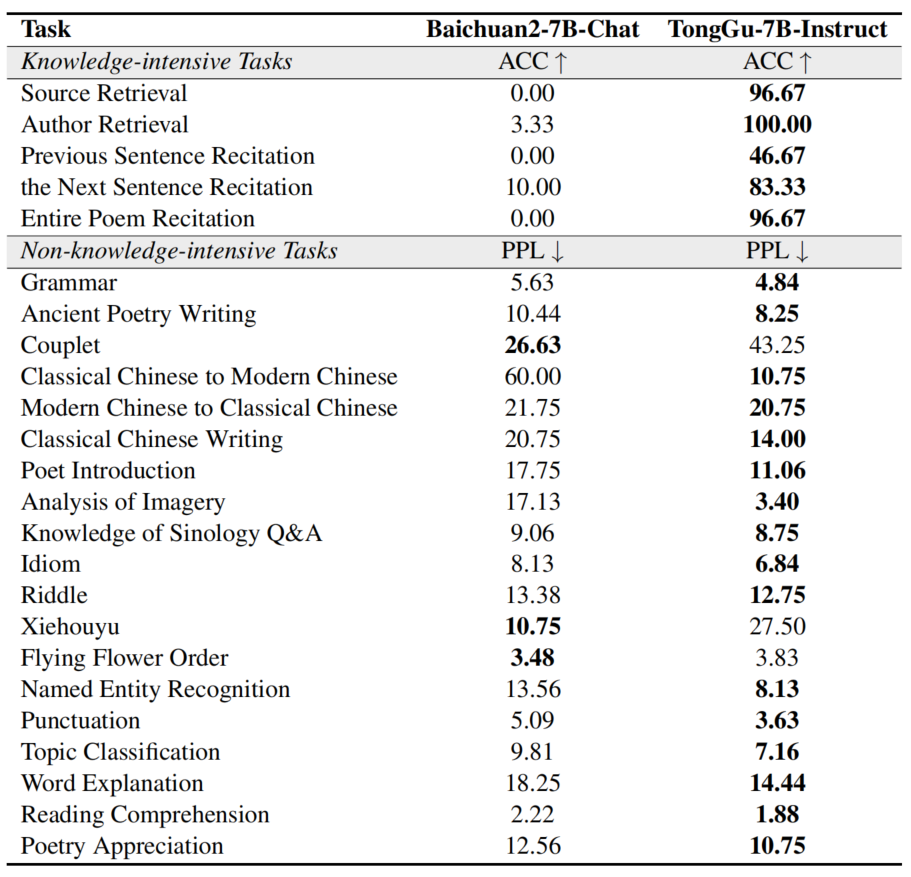 Task Baichuan2-7B-Chat TongGu-7B-Instruct
Knowledge-intensive Tasks ACC ↑ ACC ↑
Source Retrieval 0.00 96.67
Author Retrieval 3.33 100.00
Previous Sentence Recitation 0.00 46.67
the Next Sentence Recitation 10.00 83.33
Entire Poem Recitation 0.00 96.67
Non-knowledge-intensive Tasks PPL ↓ PPL ↓
Grammar 5.63 4.84
Ancient Poetry Writing 10.44 8.25
Couplet 26.63 43.25
Classical Chinese to Modern Chinese 60.00 10.75
Modern Chinese to Classical Chinese 21.75 20.75
Classical Chinese Writing 20.75 14.00
Poet Introduction 17.75 11.06
Analysis of Imagery 17.13 3.40
Knowledge of Sinology Q&A 9.06 8.75
Idiom 8.13 6.84
Riddle 13.38 12.75
Xiehouyu 10.75 27.50
Flying Flower Order 3.48 3.83
Named Entity Recognition 13.56 8.13
Punctuation 5.09 3.63
Topic Classification 9.81 7.16
Word Explanation 18.25 14.44
Reading Comprehension 2.22 1.88
Poetry Appreciation 12.56 10.75